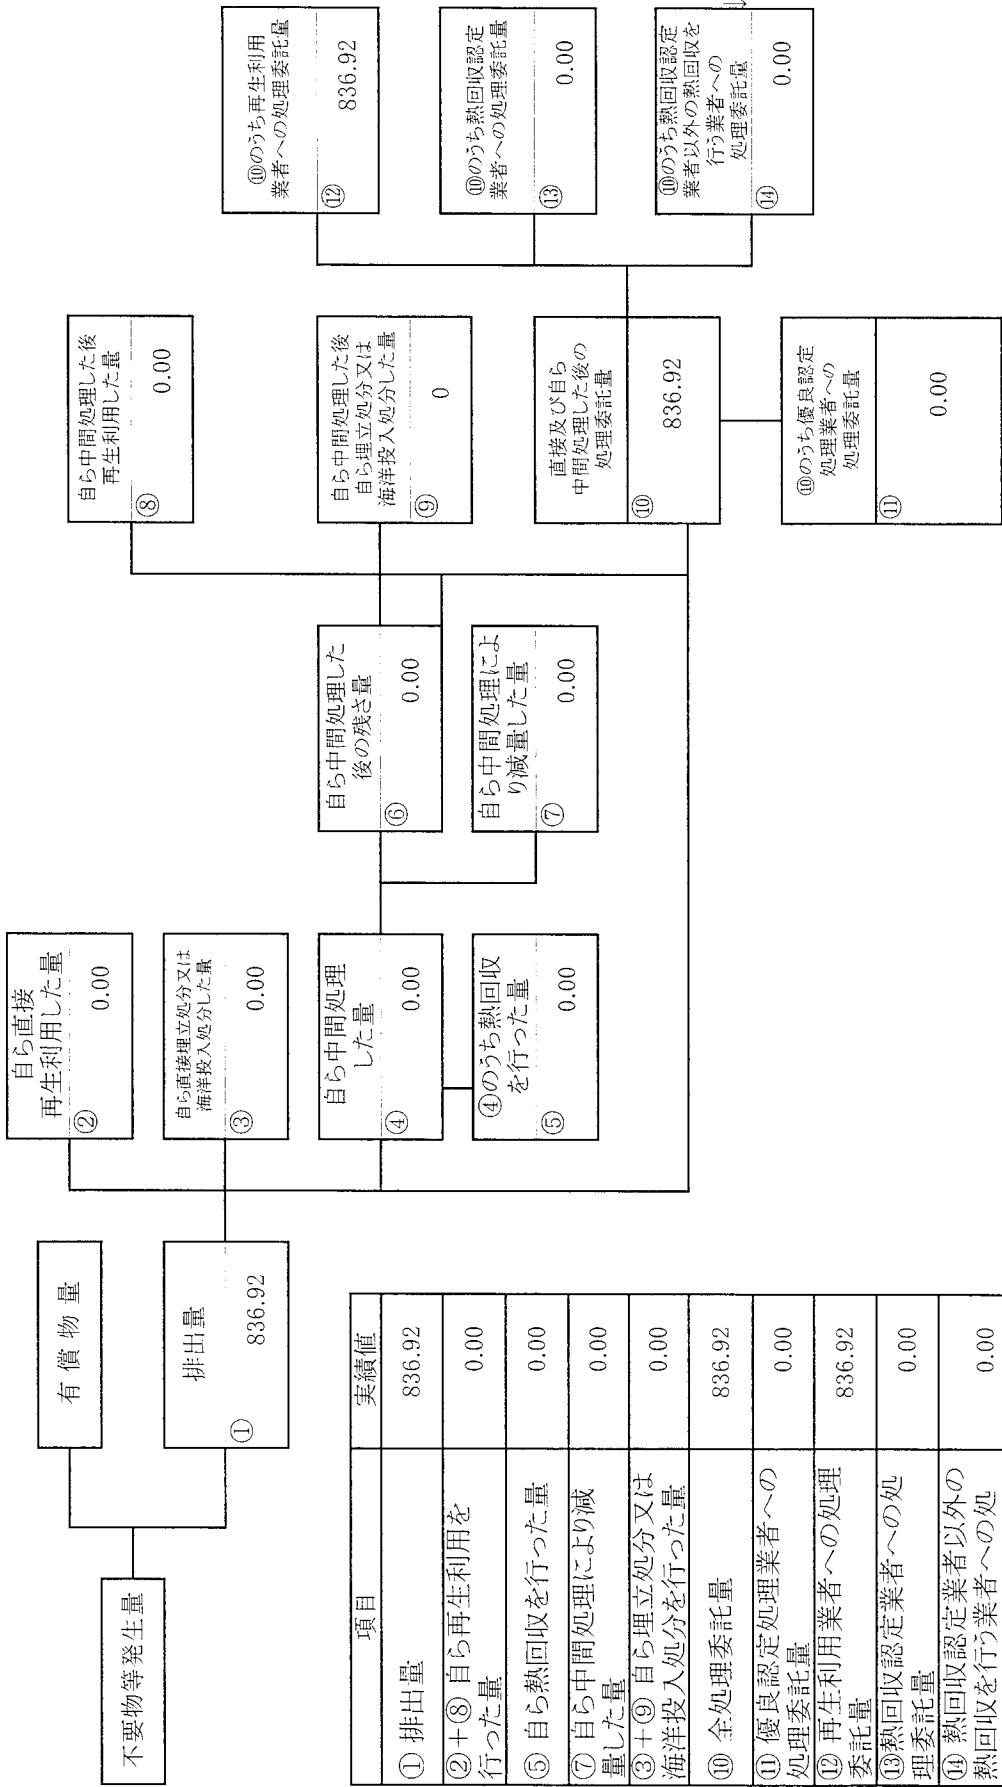 不要物等発生量
有償物量
排出量
①
836.92
自ら直接
再生利用した量
②
0.00
自ら直接埋立処分又は
海洋投入処分した量
③
0.00
自ら中間処理
した量
④
0.00
④のうち熱回収
を行った量
⑤
0.00
自ら中間処理した
後の残さ量
⑥
0.00
自ら中間処理によ
り減量した量
⑦
0.00
自ら中間処理した後
再生利用した量
⑧
0.00
自ら中間処理した後
自ら埋立処分又は
海洋投入処分した量
⑨
0
直接及び自ら
中間処理した後の
処理委託量
⑩
836.92
⑩のうち優良認定
処理業者への
処理委託量
⑪
0.00
⑩のうち再生利用
業者への処理委託量
⑫
836.92
⑩のうち熱回収認定
業者への処理委託量
⑬
0.00
⑩のうち熱回収認定
業者以外の熱回収を
行う業者への
処理委託量
⑭
0.00
項目 実績値
① 排出量 836.92
②+⑧ 自ら再生利用を
行った量 0.00
⑤ 自ら熱回収を行った量 0.00
⑦ 自ら中間処理により減
量した量 0.00
③+⑨ 自ら埋立処分又は
海洋投入処分を行った量 0.00
⑩ 全処理委託量 836.92
⑪ 優良認定処理業者への
処理委託量 0.00
⑫ 再生利用業者への処理
委託量 836.92
⑬熱回収認定業者への処
理委託量 0.00
⑭ 熱回収認定業者以外の
熱回収を行う業者への処 0.00